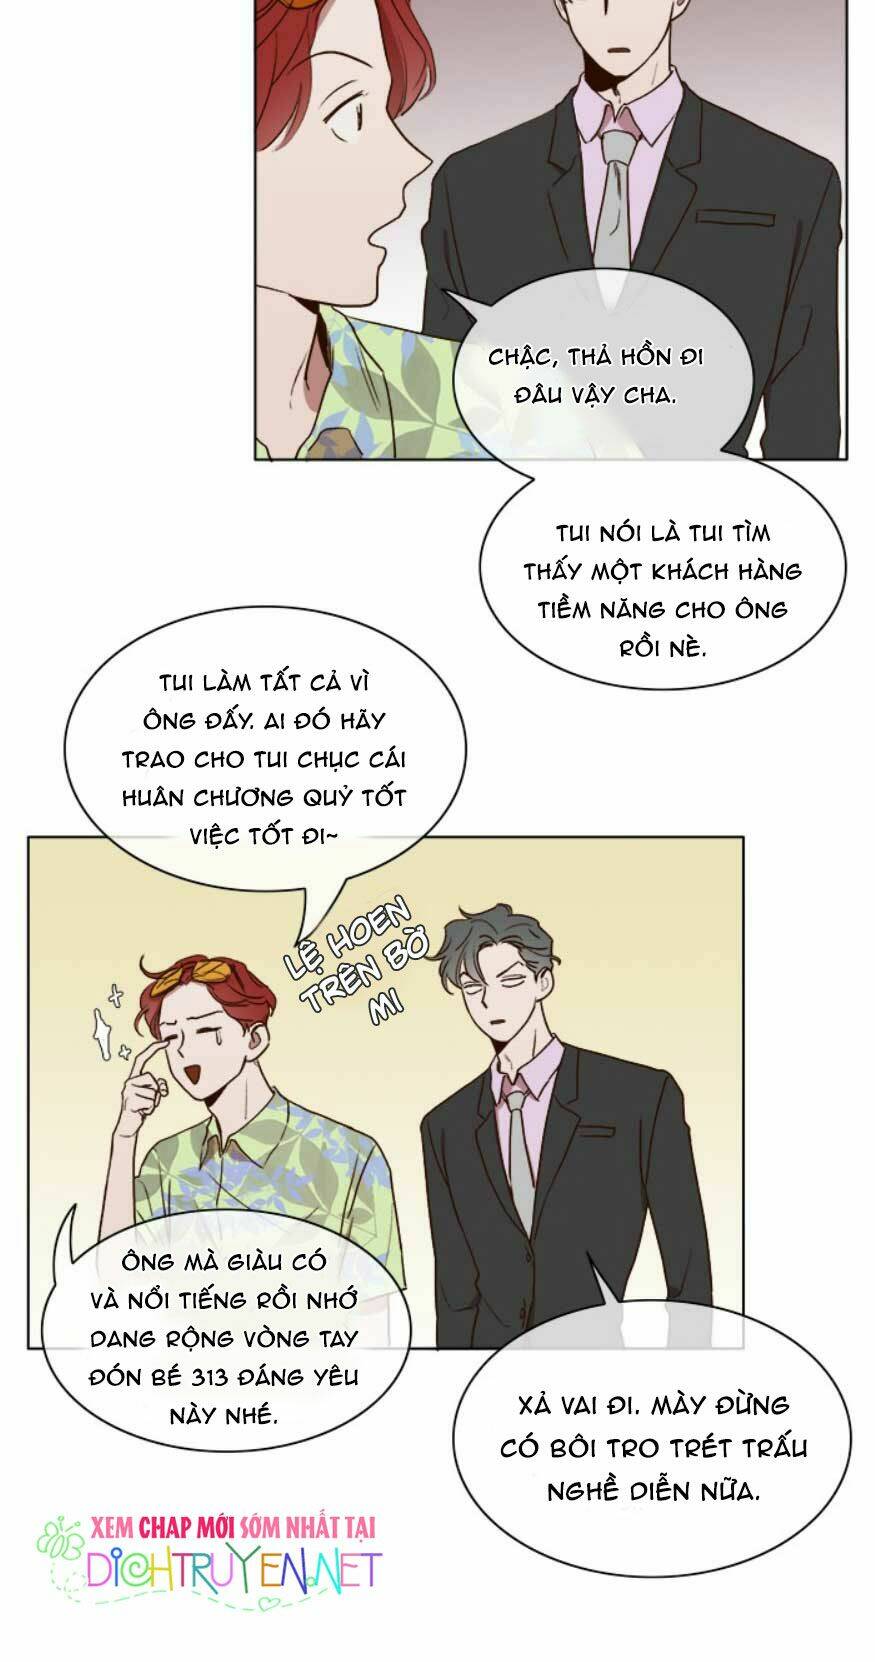 CHẬC, THẢ HỒN ĐI
ĐÂU VẬY CHA.
TUI NÓI LÀ TUI TÌM
THẤY MỘT KHÁCH HÀNG
TIỀM NĂNG CHO ÔNG
RỒI NÈ.
TUI LÀM TẤT CẢ VÌ
ÔNG ĐẤY. AI ĐÓ HÃY
TRAO CHO TUI CHỤC CÁI
HUÂN CHƯƠNG QUỶ TỐT
VIỆC TỐT ĐI~
LỆ HOEN
TRÊN BỜ
MI
ÔNG MÀ GIÀU CÓ
VÀ NỔI TIẾNG RỒI NHỚ
DANG RỘNG VÒNG TAY
ĐÓN BÉ 313 ĐÁNG YÊU
NÀY NHÉ.
XẢ VAI ĐI. MÀY ĐỪNG
CÓ BÔI TRO TRÉT TRẤU
NGHỀ DIỄN NỮA.
XEM CHAP MỚI SỚM NHẤT TẠI
DICHTRUYEN.NET